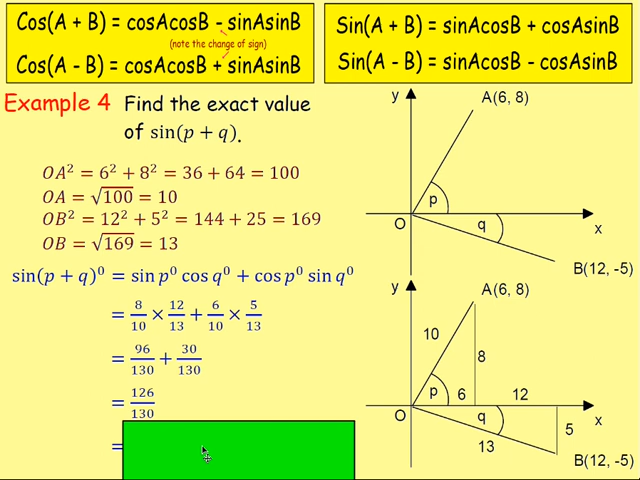 Cos(A + B) = cosAcosB - sinAsinB
(note the change of sign)
Cos(A - B) = cosAcosB + sinAsinB
Sin(A + B) = sinAcosB + cosAsinB
Sin(A - B) = sinAcosB - cosAsinB
Example 4 Find the exact value
of sin(p + q).
OA² = 6² + 8² = 36 + 64 = 100
OA = √100 = 10
OB² = 12² + 5² = 144 + 25 = 169
OB = √169 = 13
sin(p + q)⁰ = sin p⁰ cos q⁰ + cos p⁰ sin q⁰
= 8/10 × 12/13 + 6/10 × 5/13
= 96/130 + 30/130
= 126/130
=
y
A(6, 8)
p
O
q
x
B(12, -5)
y
A(6, 8)
10
8
p
6
12
O
q
x
13
5
B(12, -5)